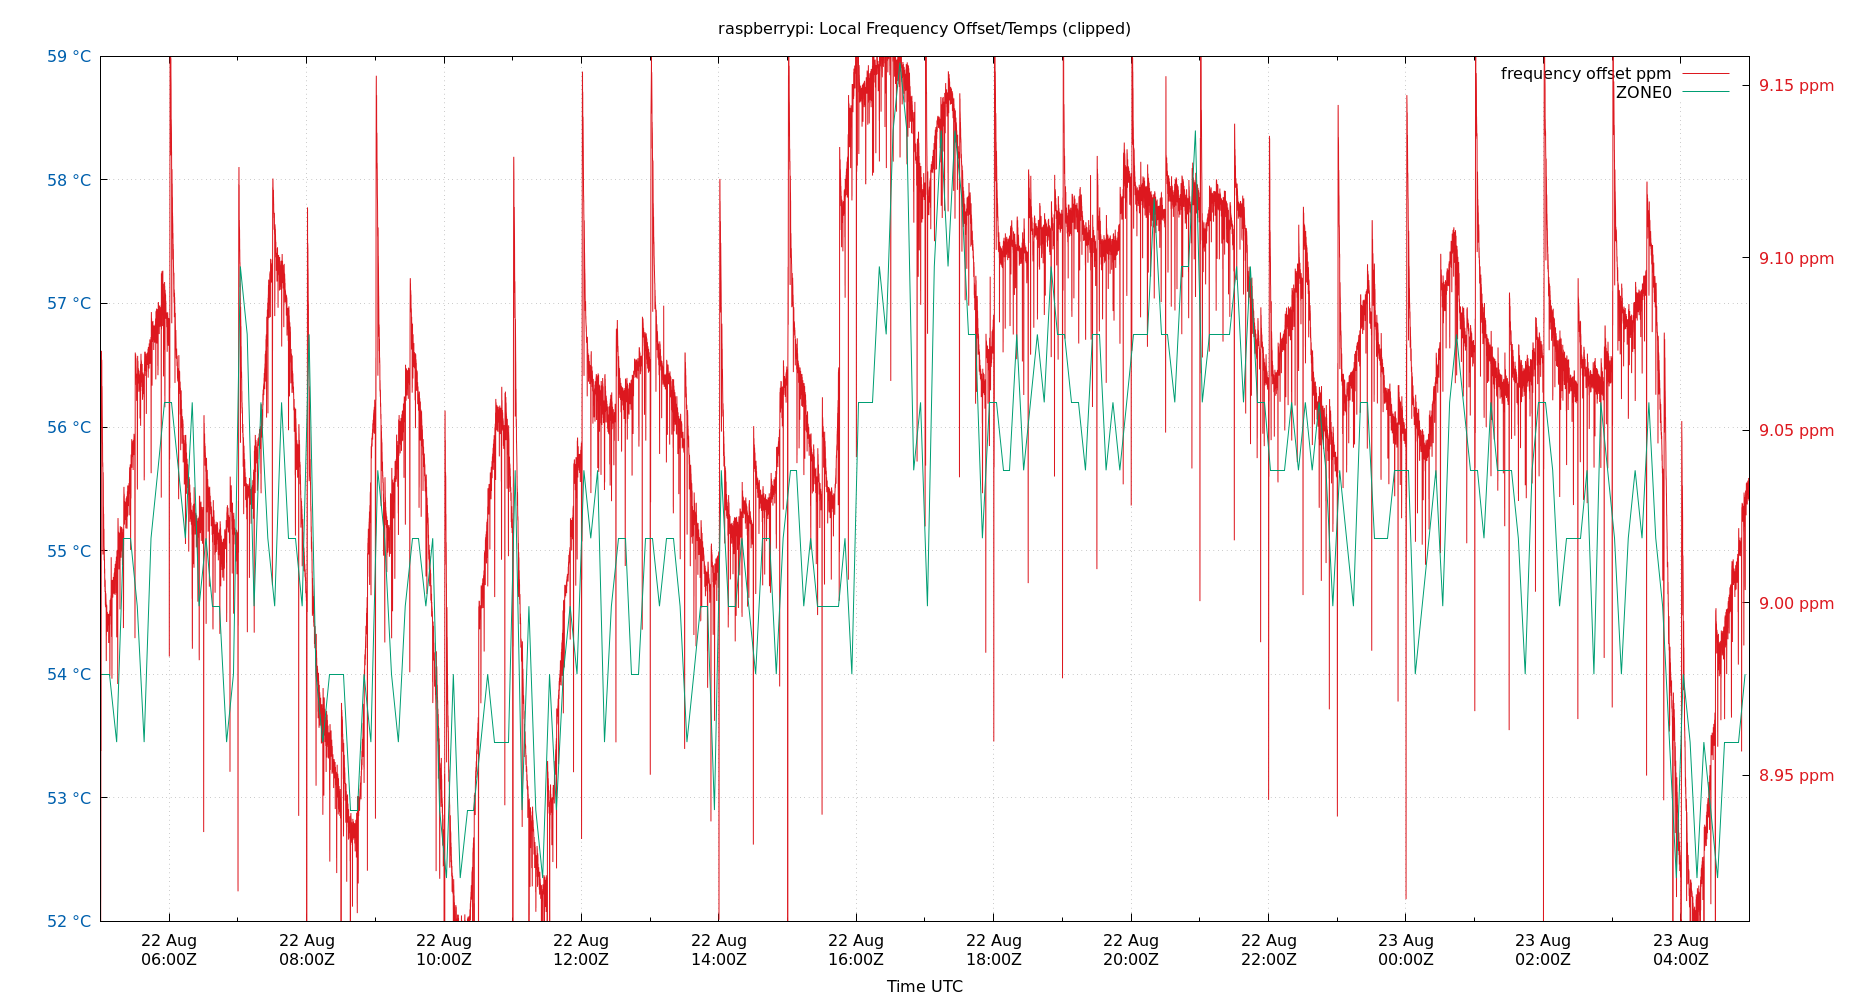 raspberrypi: Local Frequency Offset/Temps (clipped)
59 °C
58 °C
57 °C
56 °C
55 °C
54 °C
53 °C
52 °C
frequency offset ppm
ZONE0
9.15 ppm
9.10 ppm
9.05 ppm
9.00 ppm
8.95 ppm
22 Aug 22 Aug 22 Aug 22 Aug 22 Aug 22 Aug 22 Aug 22 Aug 22 Aug 23 Aug 23 Aug 23 Aug
06:00Z 08:00Z 10:00Z 12:00Z 14:00Z 16:00Z 18:00Z 20:00Z 22:00Z 00:00Z 02:00Z 04:00Z
Time UTC